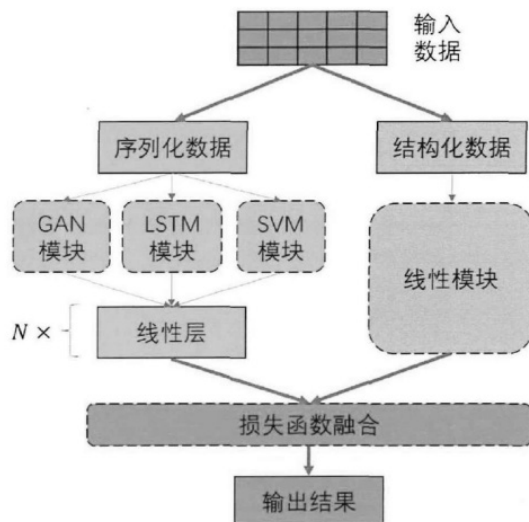 输入
数据
序列化数据
结构化数据
GAN
模块
LSTM
模块
SVM
模块
线性模块
N ×
线性层
损失函数融合
输出结果